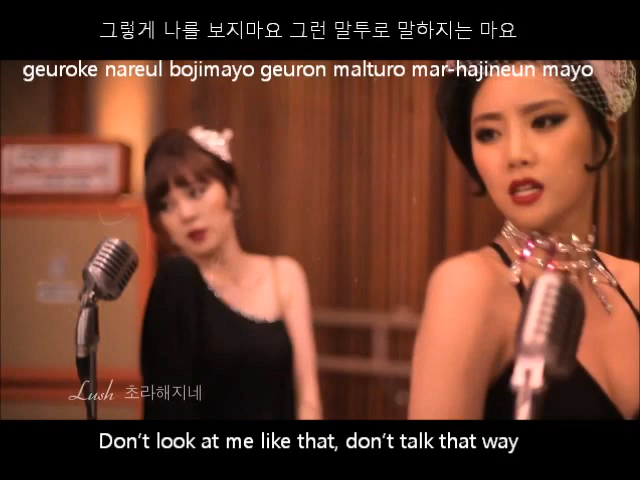 그렇게 나를 보지마요 그런 말투로 말하지는 마요
geuroke nareul bojimayo geuron malturo mar-hajineun mayo
Lush 초라해지네
Don't look at me like that, don't talk that way